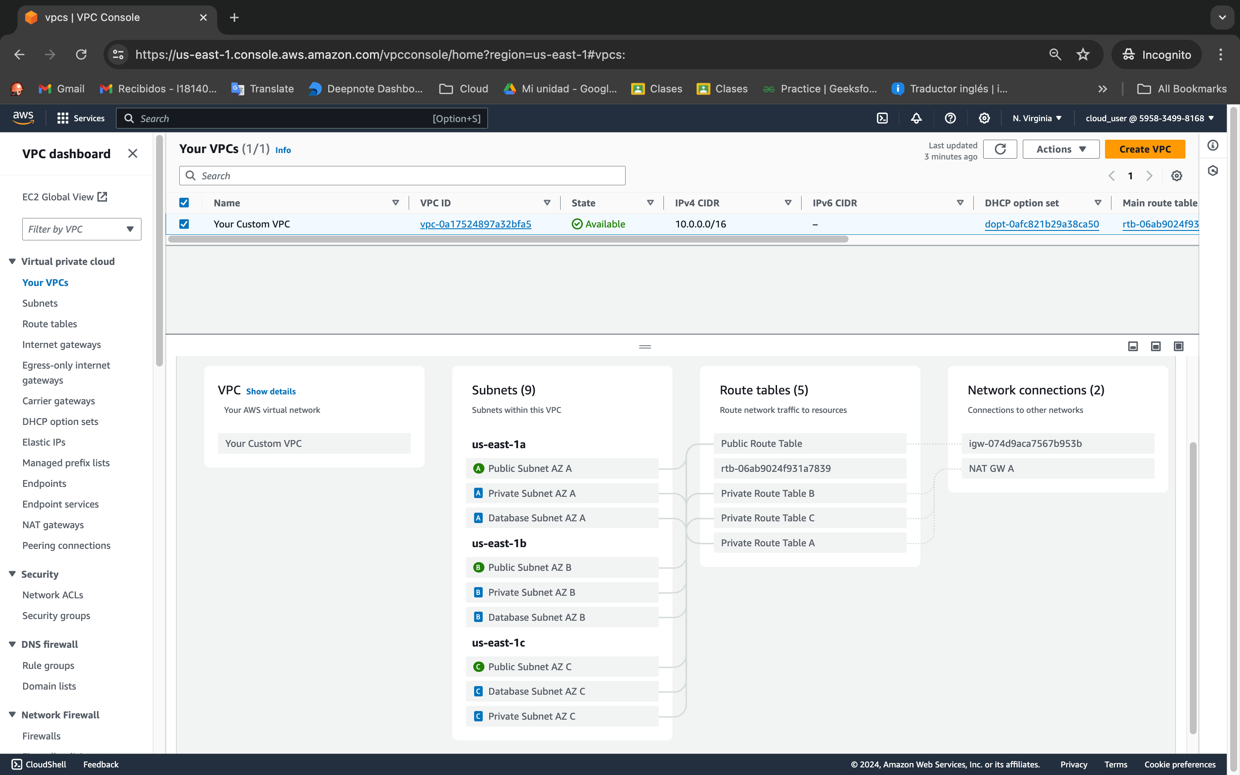 vpcs | VPC Console
https://us-east-1.console.aws.amazon.com/vpcconsole/home?region=us-east-1#vpcs:
Incognito
Gmail
Recibidos - l18140...
Translate
Deepnote Dashbo...
Cloud
Mi unidad - Googl...
Clases
Clases
Practice | Geeksfo...
Traductor inglés | i...
All Bookmarks
aws
Services
Search
[Option+S]
N. Virginia
cloud_user @ 5958-3499-8168
VPC dashboard
EC2 Global View
Filter by VPC
Virtual private cloud
Your VPCs
Subnets
Route tables
Internet gateways
Egress-only internet
gateways
Carrier gateways
DHCP option sets
Elastic IPs
Managed prefix lists
Endpoints
Endpoint services
NAT gateways
Peering connections
Security
Network ACLs
Security groups
DNS firewall
Rule groups
Domain lists
Network Firewall
Firewalls
Your VPCs (1/1) Info
Last updated
3 minutes ago
Actions
Create VPC
Search
1
Name
VPC ID
State
IPv4 CIDR
IPv6 CIDR
DHCP option set
Main route table
Your Custom VPC
vpc-0a17524897a32bfa5
Available
10.0.0.0/16
–
dopt-0afc821b29a38ca50
rtb-06ab9024f93
VPC Show details
Your AWS virtual network
Your Custom VPC
Subnets (9)
Subnets within this VPC
us-east-1a
A Public Subnet AZ A
A Private Subnet AZ A
A Database Subnet AZ A
us-east-1b
B Public Subnet AZ B
B Private Subnet AZ B
B Database Subnet AZ B
us-east-1c
C Public Subnet AZ C
C Database Subnet AZ C
C Private Subnet AZ C
Route tables (5)
Route network traffic to resources
Public Route Table
rtb-06ab9024f931a7839
Private Route Table B
Private Route Table C
Private Route Table A
Network connections (2)
Connections to other networks
igw-074d9aca7567b953b
NAT GW A
CloudShell
Feedback
© 2024, Amazon Web Services, Inc. or its affiliates.
Privacy
Terms
Cookie preferences